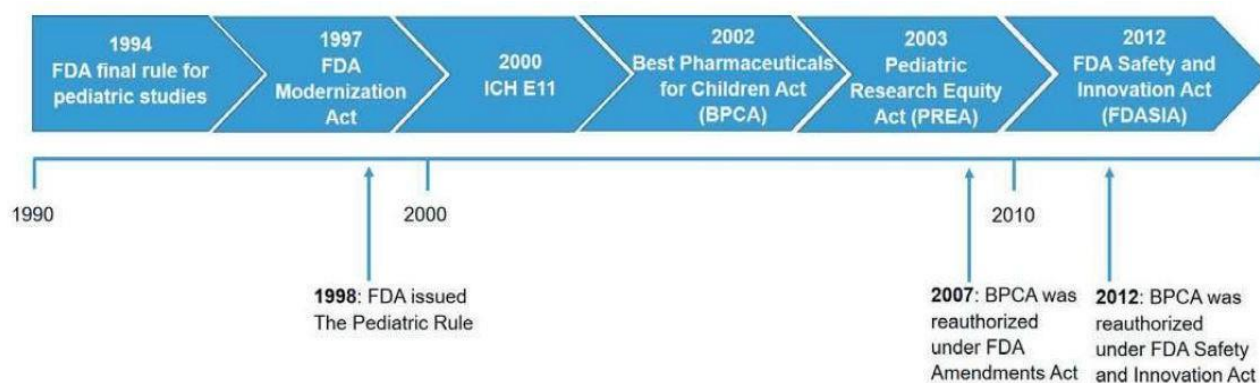 1994
FDA final rule for
pediatric studies
1997
FDA
Modernization
Act
2000
ICH E11
2002
Best Pharmaceuticals
for Children Act
(BPCA)
2003
Pediatric
Research Equity
Act (PREA)
2012
FDA Safety and
Innovation Act
(FDASIA)
1990
2000
2010
1998: FDA issued
The Pediatric Rule
2007: BPCA was
reauthorized
under FDA
Amendments Act
2012: BPCA was
reauthorized
under FDA Safety
and Innovation Act